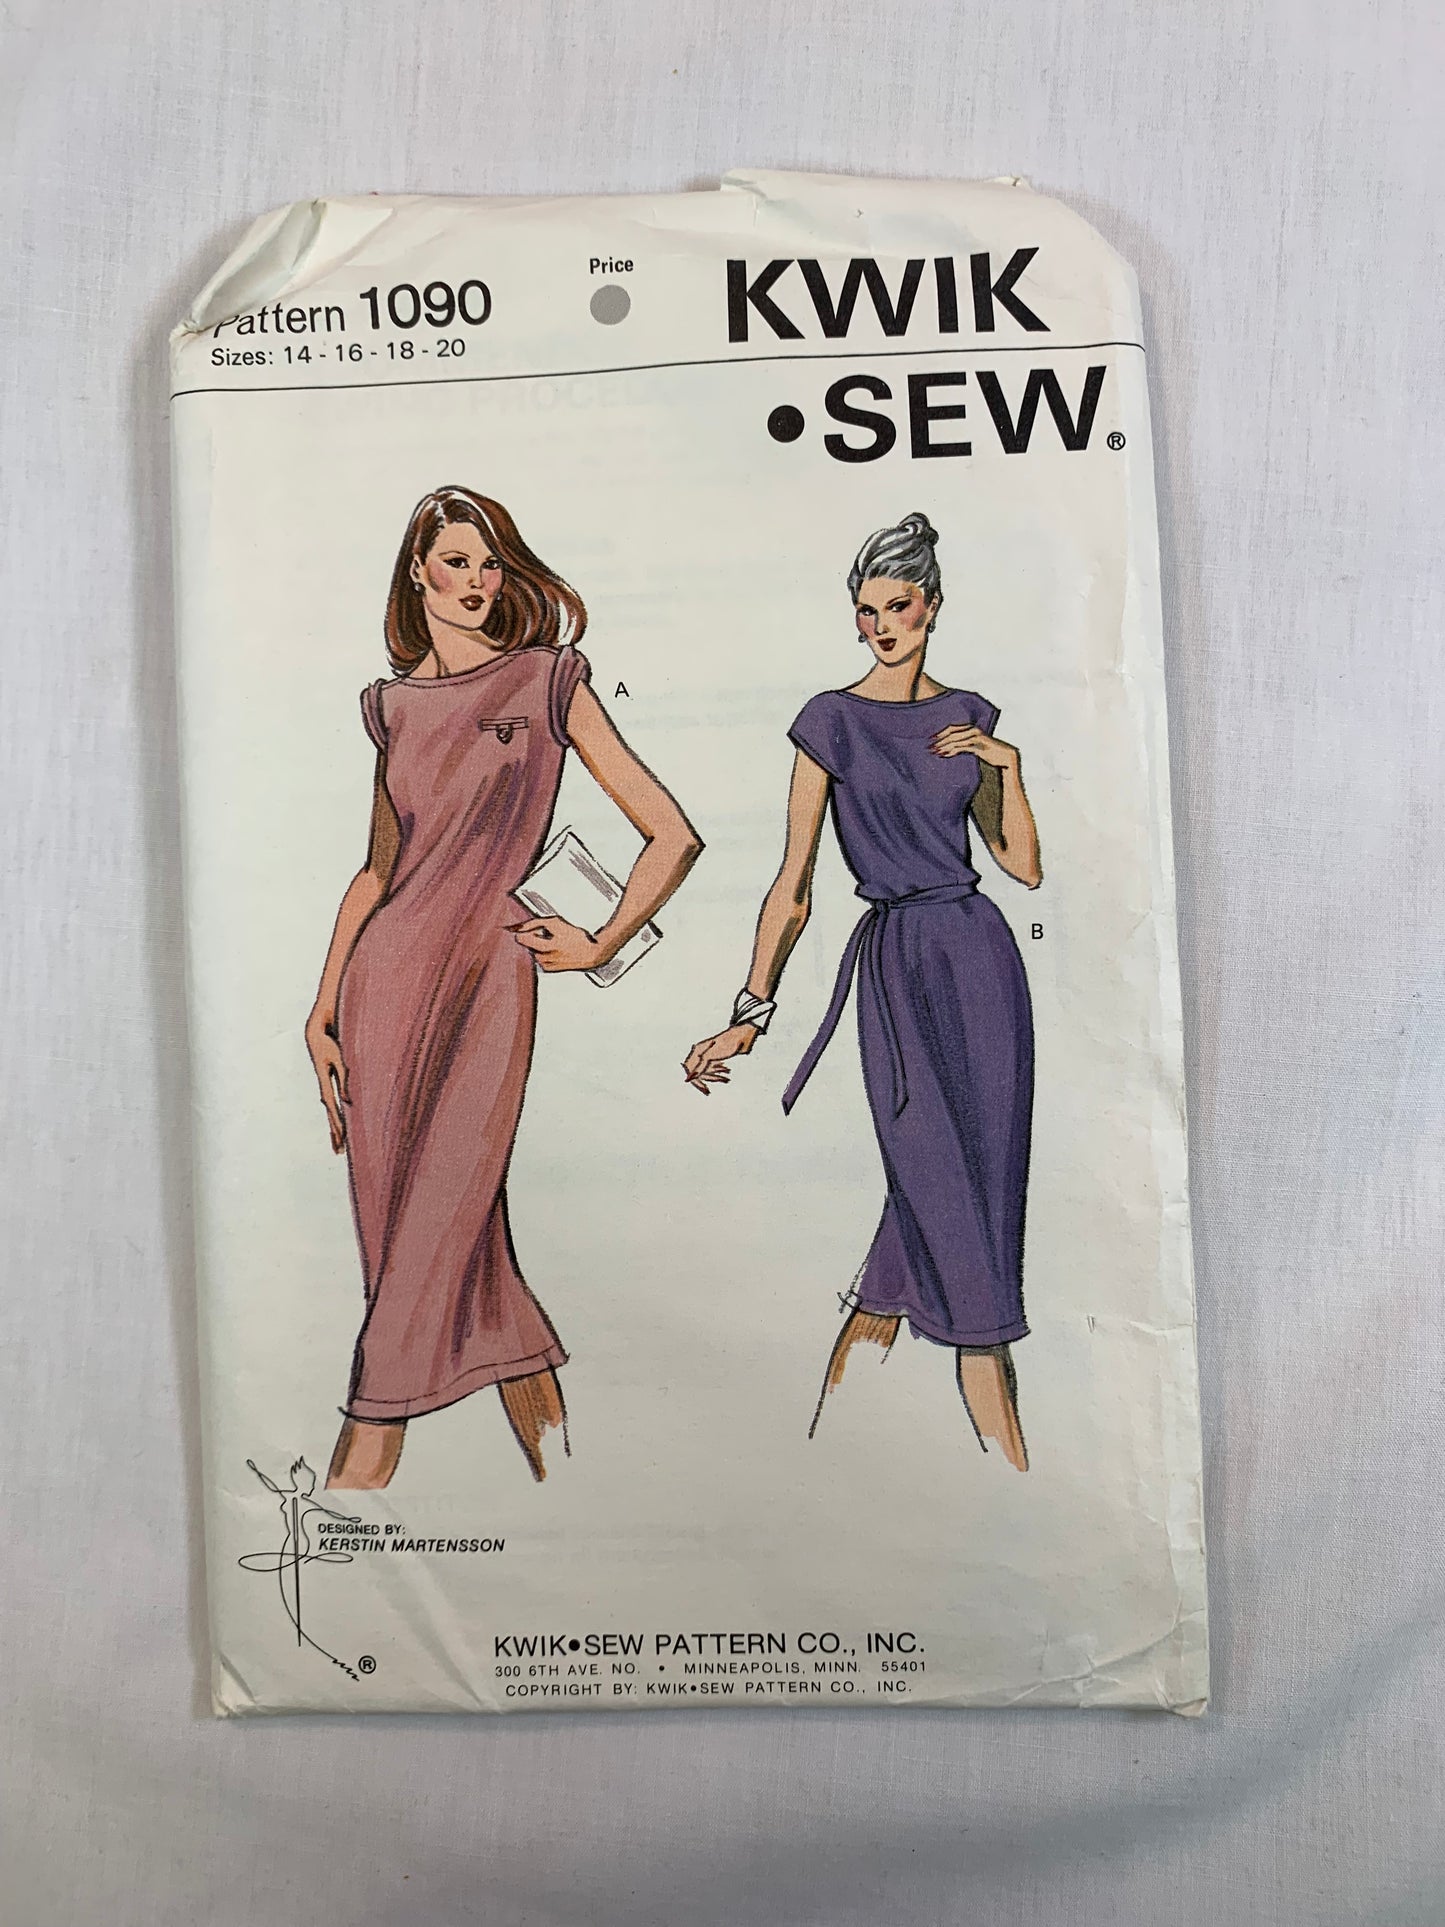 Pattern 1090
Sizes: 14 - 16 - 18 - 20
Price
KWIK
•SEW®
A
B
DESIGNED BY:
KERSTIN MARTENSSON
®
KWIK•SEW PATTERN CO., INC.
300 6TH AVE. NO. • MINNEAPOLIS, MINN. 55401
COPYRIGHT BY: KWIK•SEW PATTERN CO., INC.